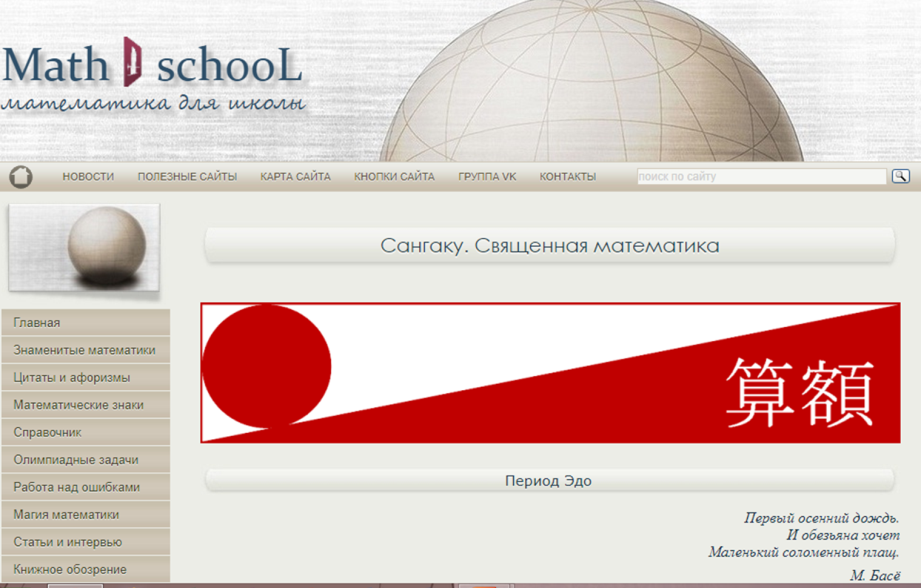 Math schooL
математика для школы
НОВОСТИ ПОЛЕЗНЫЕ САЙТЫ КАРТА САЙТА КНОПКИ САЙТА ГРУППА VK КОНТАКТЫ поиск по сайту
Сангаку. Священная математика
Главная
Знаменитые математики
Цитаты и афоризмы
Математические знаки
Справочник
Олимпиадные задачи
Работа над ошибками
Магия математики
Статьи и интервью
Книжное обозрение
算額
Период Эдо
Первый осенний дождь.
И обезьяна хочет
Маленький соломенный плащ.
М. Басё